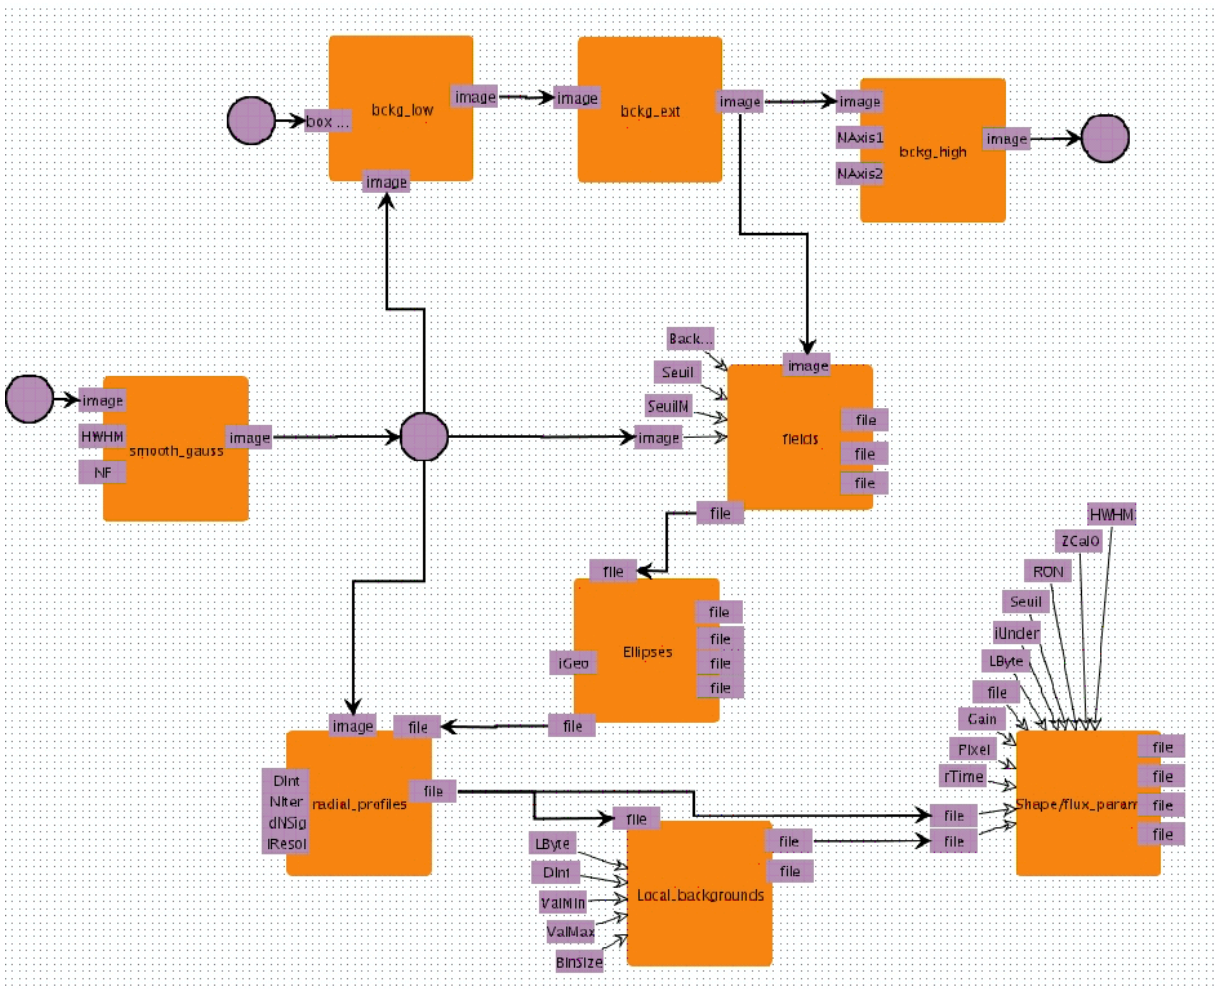 bckg_low
image
image
bckg_ext
image
image
box ...
NAxis1
bckg_high
image
NAxis2
image
Back...
image
Seuil
image
SeuilM
file
HWHM
image
image
fields
smooth_gauss
file
NF
file
file
HWHM
ZCal0
file
RON
Seuil
file
iUnder
file
Ellipses
iGeo
LByte
file
file
file
image
file
file
Gain
Pixel
file
DInt
file
rTime
file
NIter
radial_profiles
Shape/flux_param
file
dNSig
file
file
iResol
file
LByte
file
file
file
DInt
file
ValMin
Local_backgrounds
ValMax
BinSize